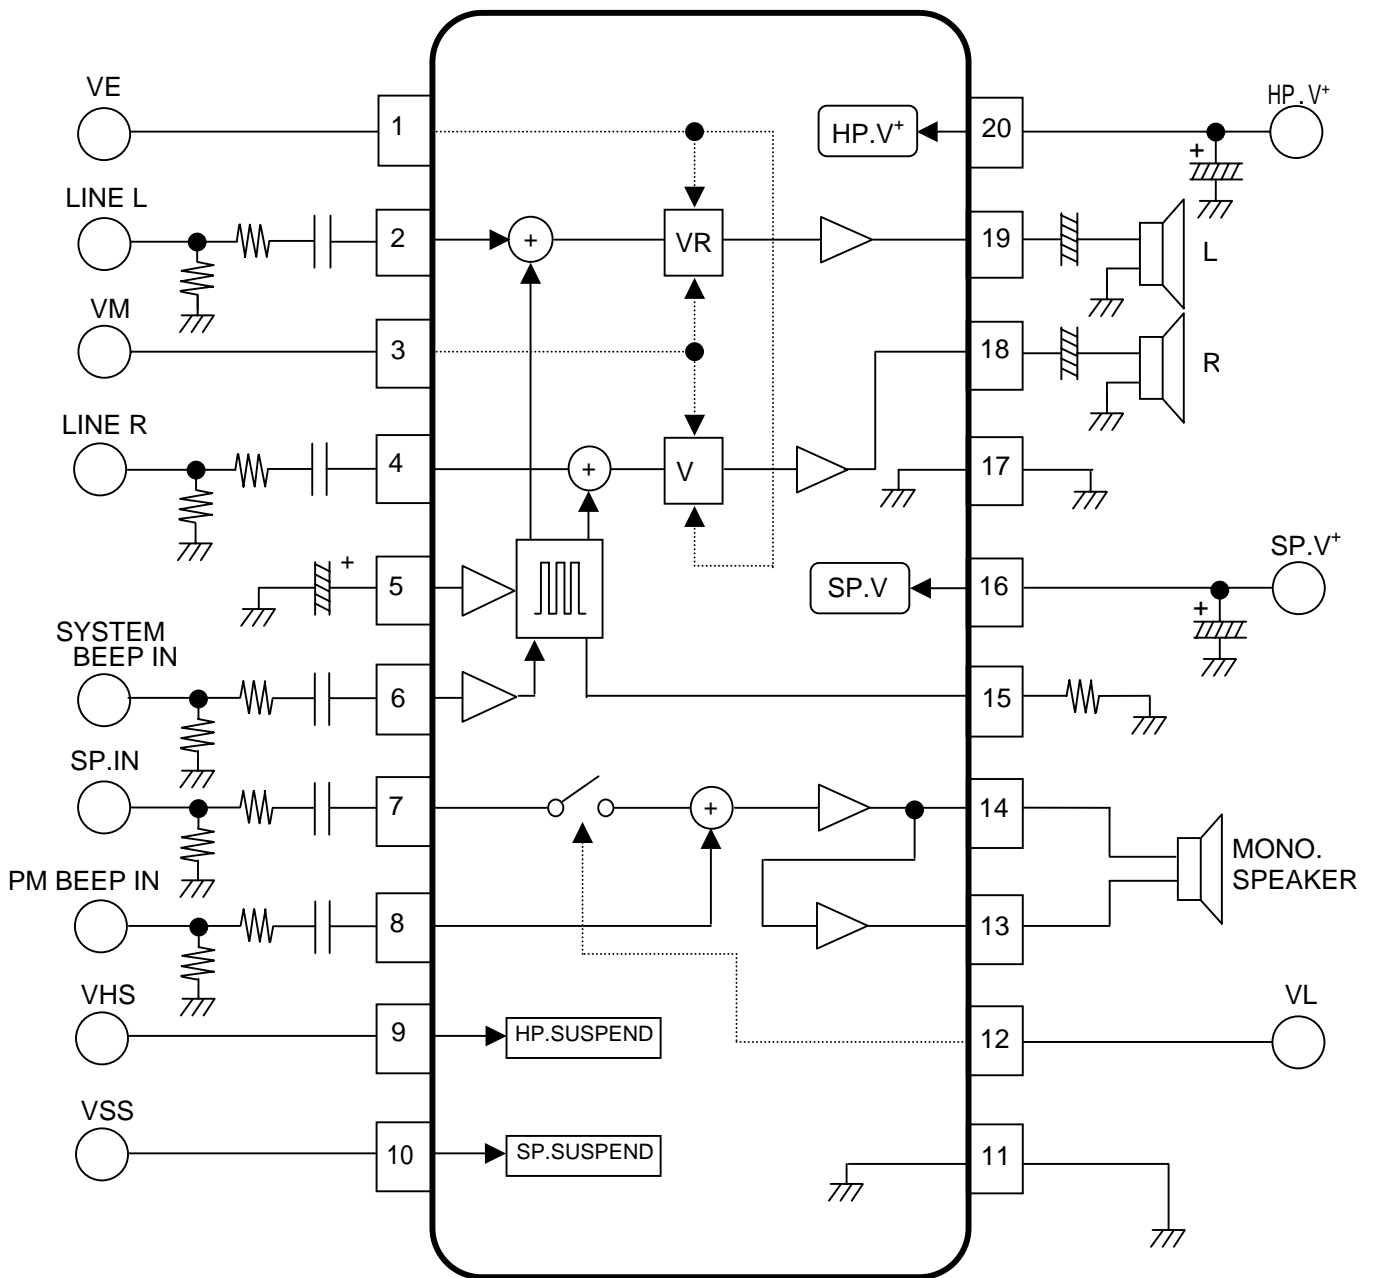 VE
1
HP.V+
20
HP.V+
+
LINE L
2
+
VR
19
L
VM
3
18
R
LINE R
4
+
V
17
+
5
SP.V
16
SP.V+
+
SYSTEM
BEEP IN
6
15
SP.IN
7
+
14
MONO.
SPEAKER
PM BEEP IN
8
13
VHS
9
HP.SUSPEND
12
VL
VSS
10
SP.SUSPEND
11